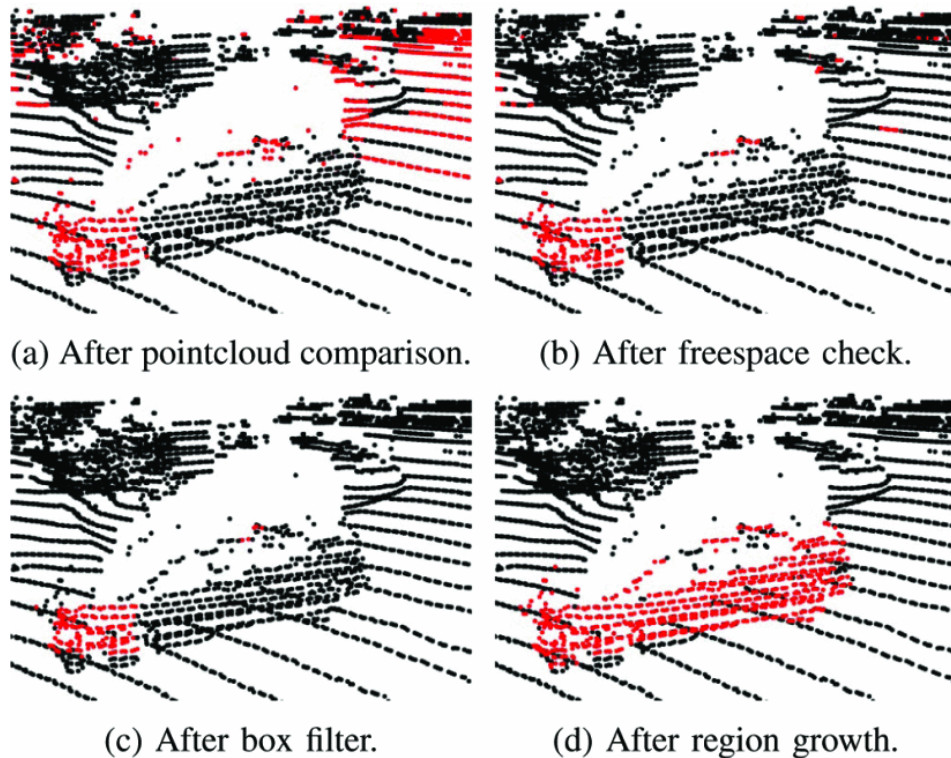 (a) After pointcloud comparison.
(b) After freespace check.
(c) After box filter.
(d) After region growth.